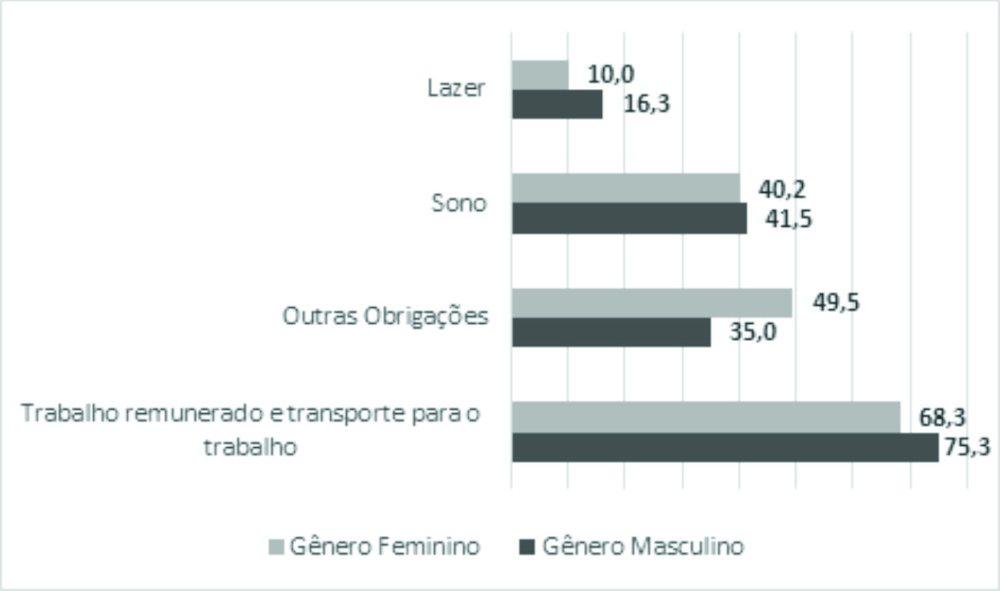 Lazer
10,0
16,3
Sono
40,2
41,5
Outras Obrigações
49,5
35,0
Trabalho remunerado e transporte para o
trabalho
68,3
75,3
Gênero Feminino
Gênero Masculino